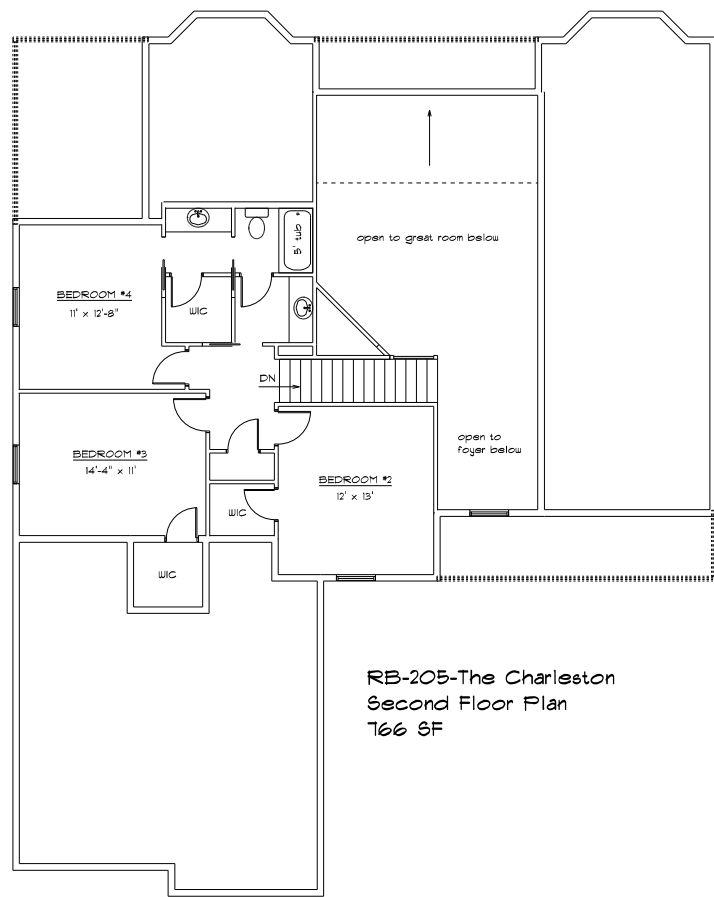 5' tub
open to great room below
BEDROOM #4
11' x 12'-8"
WIC
DN
BEDROOM #3
14'-4" x 11'
open to
foyer below
BEDROOM #2
12' x 13'
WIC
WIC
RB-205-The Charleston
Second Floor Plan
766 SF